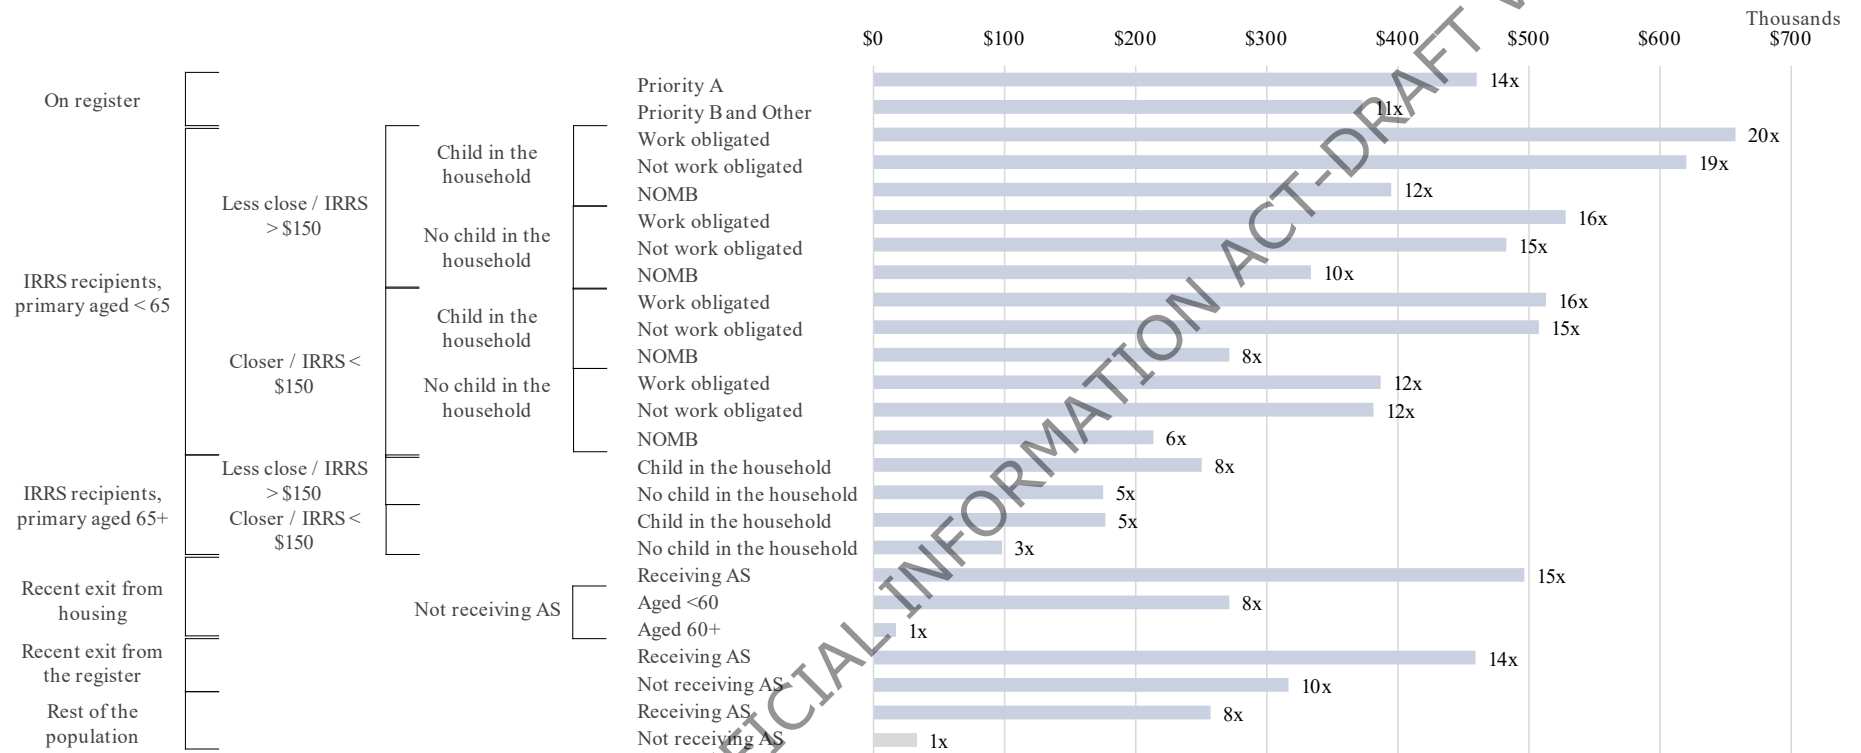 Thousands
$0 $100 $200 $300 $400 $500 $600 $700
On register
Priority A 14x
Priority B and Other 11x
IRRS recipients,
primary aged < 65
Less close / IRRS
> $150
Child in the
household
Work obligated 20x
Not work obligated 19x
NOMB 12x
No child in the
household
Work obligated 16x
Not work obligated 15x
NOMB 10x
Closer / IRRS <
$150
Child in the
household
Work obligated 16x
Not work obligated 15x
NOMB 8x
No child in the
household
Work obligated 12x
Not work obligated 12x
NOMB 6x
IRRS recipients,
primary aged 65+
Less close / IRRS
> $150
Child in the household 8x
No child in the household 5x
Closer / IRRS <
$150
Child in the household 5x
No child in the household 3x
Recent exit from
housing
Receiving AS 15x
Not receiving AS
Aged <60 8x
Aged 60+ 1x
Recent exit from
the register
Receiving AS 14x
Not receiving AS 10x
Rest of the
population
Receiving AS 8x
Not receiving AS 1x
INFORMATION ACT-DRAFT